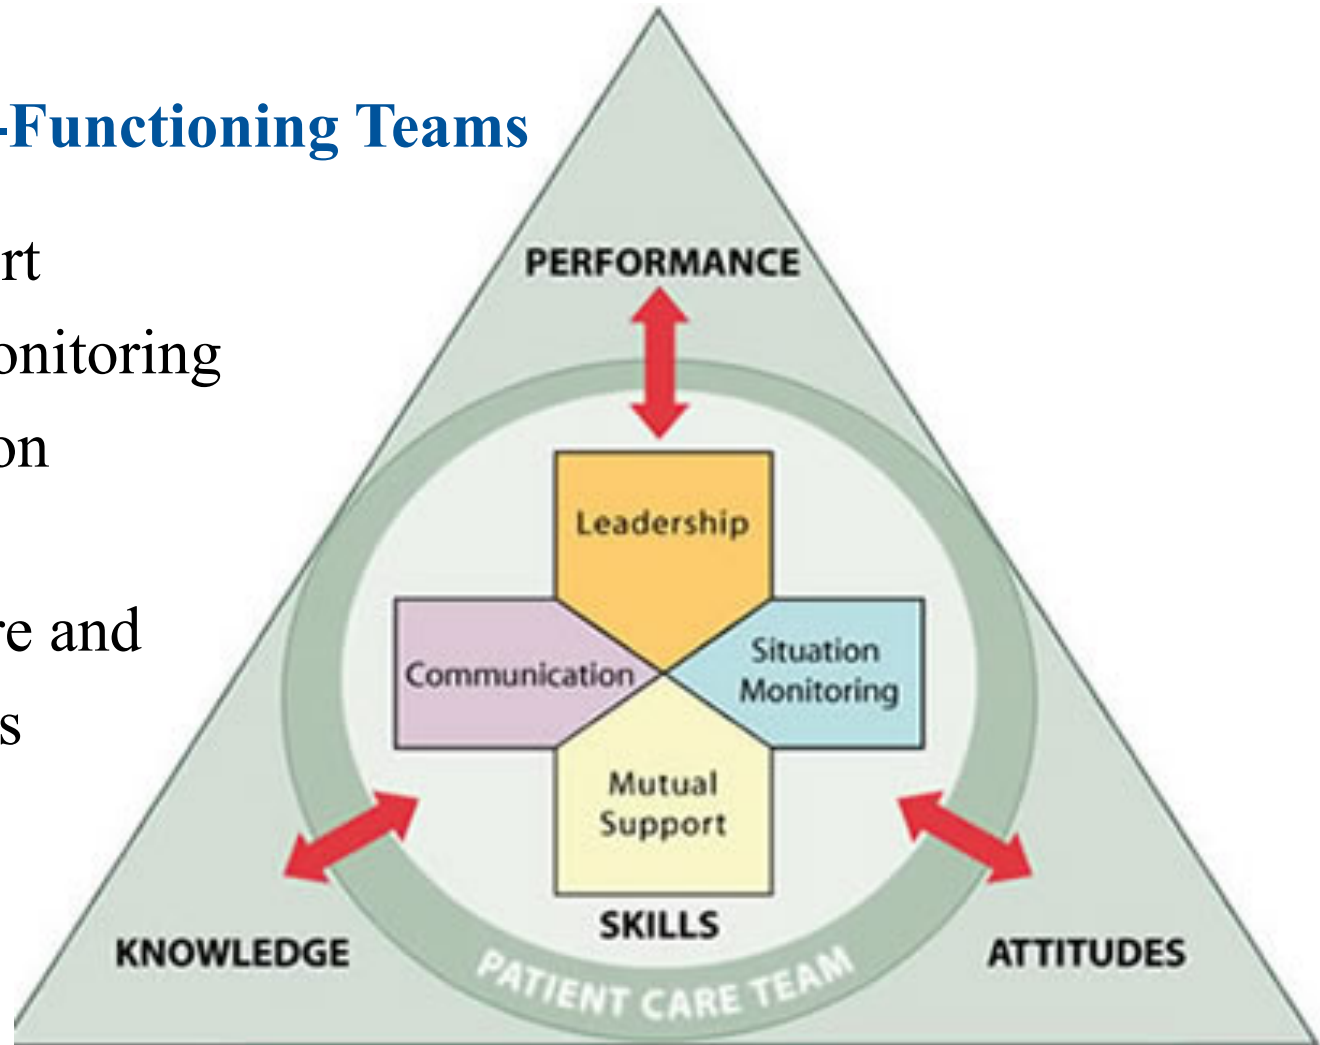 -Functioning Teams
rt
onitoring
on
re and
s
PERFORMANCE
Leadership
Communication
Situation
Monitoring
Mutual
Support
SKILLS
KNOWLEDGE
ATTITUDES
PATIENT CARE TEAM